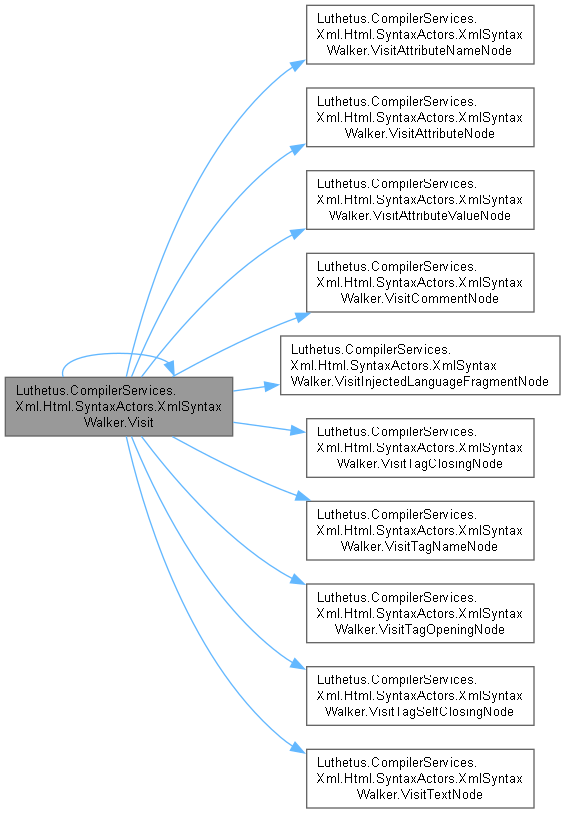 Luthetus.CompilerServices.
Xml.Html.SyntaxActors.XmlSyntax
Walker.VisitAttributeNameNode
Luthetus.CompilerServices.
Xml.Html.SyntaxActors.XmlSyntax
Walker.VisitAttributeNode
Luthetus.CompilerServices.
Xml.Html.SyntaxActors.XmlSyntax
Walker.VisitAttributeValueNode
Luthetus.CompilerServices.
Xml.Html.SyntaxActors.XmlSyntax
Walker.VisitCommentNode
Luthetus.CompilerServices.
Xml.Html.SyntaxActors.XmlSyntax
Walker.VisitInjectedLanguageFragmentNode
Luthetus.CompilerServices.
Xml.Html.SyntaxActors.XmlSyntax
Walker.Visit
Luthetus.CompilerServices.
Xml.Html.SyntaxActors.XmlSyntax
Walker.VisitTagClosingNode
Luthetus.CompilerServices.
Xml.Html.SyntaxActors.XmlSyntax
Walker.VisitTagNameNode
Luthetus.CompilerServices.
Xml.Html.SyntaxActors.XmlSyntax
Walker.VisitTagOpeningNode
Luthetus.CompilerServices.
Xml.Html.SyntaxActors.XmlSyntax
Walker.VisitTagSelfClosingNode
Luthetus.CompilerServices.
Xml.Html.SyntaxActors.XmlSyntax
Walker.VisitTextNode